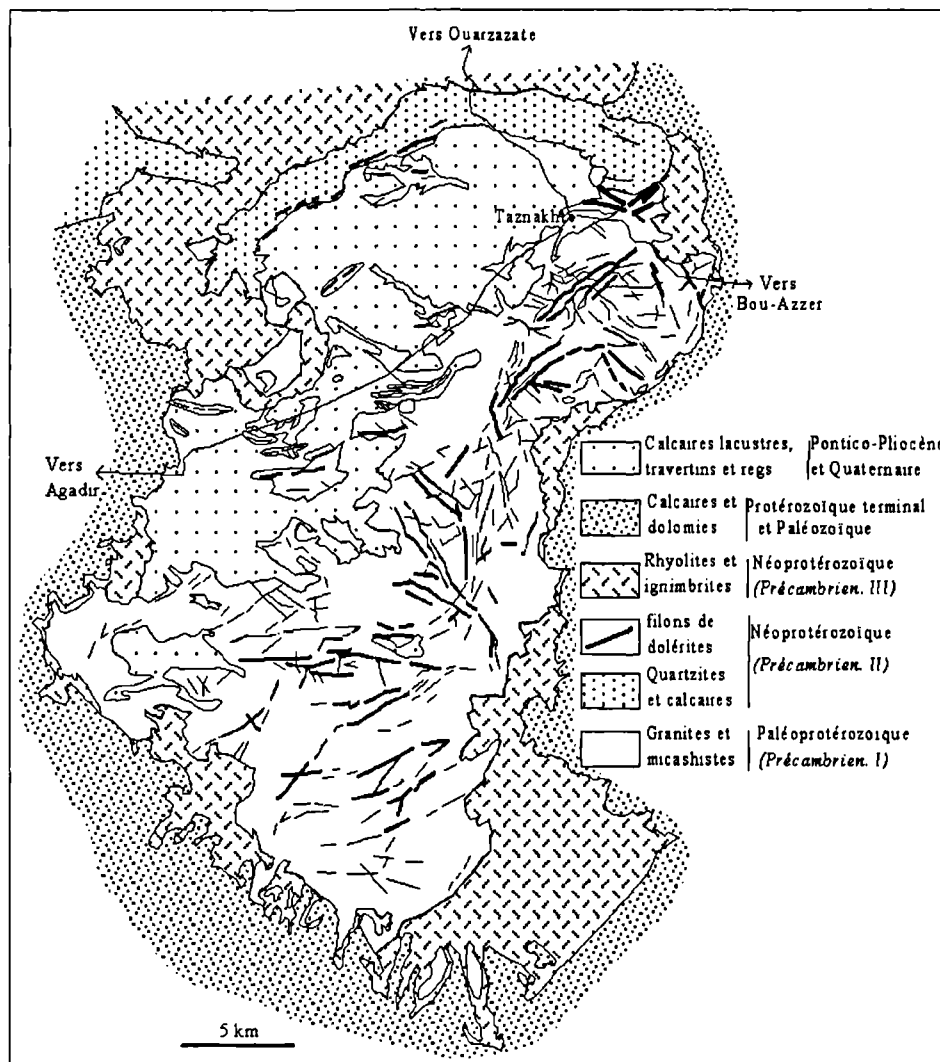 Vers Ouarzazate
Taznakht
Vers
Bou-Azzer
Vers
Agadir
Calcaires lacustres,
travertins et regs
Pontico-Pliocène
et Quaternaire
Calcaires et
dolomies
Protérozoïque terminal
et Paléozoïque
Rhyolites et
ignimbrites
Néoprotérozoïque
(Précambrien. III)
filons de
dolérites
Néoprotérozoïque
(Précambrien. II)
Quartzites
et calcaires
Granites et
micashistes
Paléoprotérozoïque
(Précambrien. I)
5 km